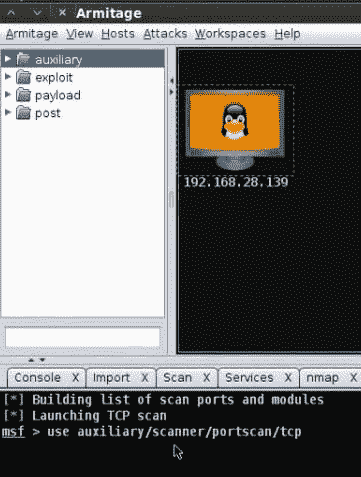 Armitage
Armitage View Hosts Attacks Workspaces Help
auxiliary
exploit
payload
post
192.168.28.139
Console X Import X Scan X Services X nmap X
[*] Building list of scan ports and modules
[*] Launching TCP scan
msf > use auxiliary/scanner/portscan/tcp